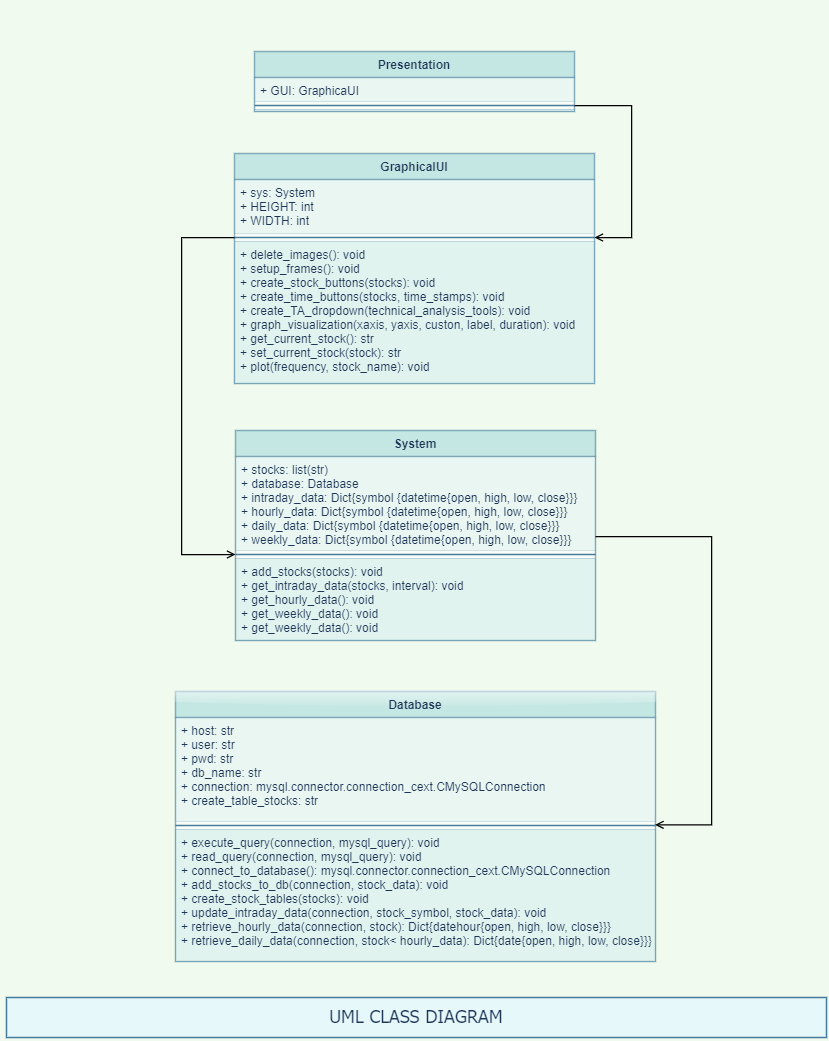 Presentation
+ GUI: GraphicaUI
GraphicalUI
+ sys: System
+ HEIGHT: int
+ WIDTH: int
+ delete_images(): void
+ setup_frames(): void
+ create_stock_buttons(stocks): void
+ create_time_buttons(stocks, time_stamps): void
+ create_TA_dropdown(technical_analysis_tools): void
+ graph_visualization(xaxis, yaxis, custon, label, duration): void
+ get_current_stock(): str
+ set_current_stock(stock): str
+ plot(frequency, stock_name): void
System
+ stocks: list(str)
+ database: Database
+ intraday_data: Dict{symbol {datetime{open, high, low, close}}}
+ hourly_data: Dict{symbol {datetime{open, high, low, close}}}
+ daily_data: Dict{symbol {datetime{open, high, low, close}}}
+ weekly_data: Dict{symbol {datetime{open, high, low, close}}}
+ add_stocks(stocks): void
+ get_intraday_data(stocks, interval): void
+ get_hourly_data(): void
+ get_weekly_data(): void
+ get_weekly_data(): void
Database
+ host: str
+ user: str
+ pwd: str
+ db_name: str
+ connection: mysql.connector.connection_cext.CMySQLConnection
+ create_table_stocks: str
+ execute_query(connection, mysql_query): void
+ read_query(connection, mysql_query): void
+ connect_to_database(): mysql.connector.connection_cext.CMySQLConnection
+ add_stocks_to_db(connection, stock_data): void
+ create_stock_tables(stocks): void
+ update_intraday_data(connection, stock_symbol, stock_data): void
+ retrieve_hourly_data(connection, stock): Dict{datehour{open, high, low, close}}}
+ retrieve_daily_data(connection, stock< hourly_data): Dict{date{open, high, low, close}}}
UML CLASS DIAGRAM